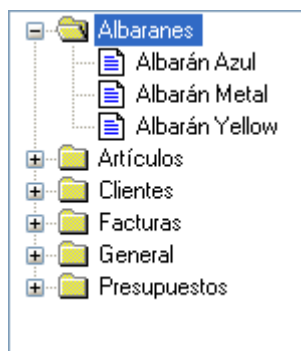 Albaranes
Albarán Azul
Albarán Metal
Albarán Yellow
Artículos
Clientes
Facturas
General
Presupuestos